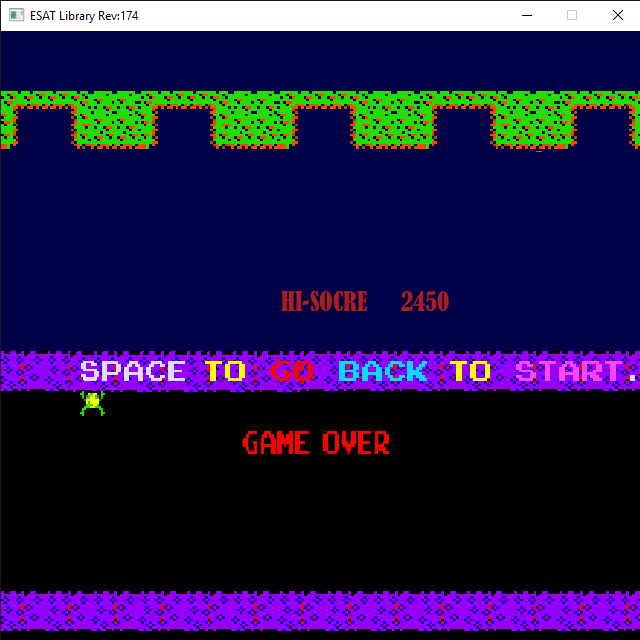 ESAT Library Rev:174
HI-SOCRE 2450
SPACE TO GO BACK TO START.
GAME OVER